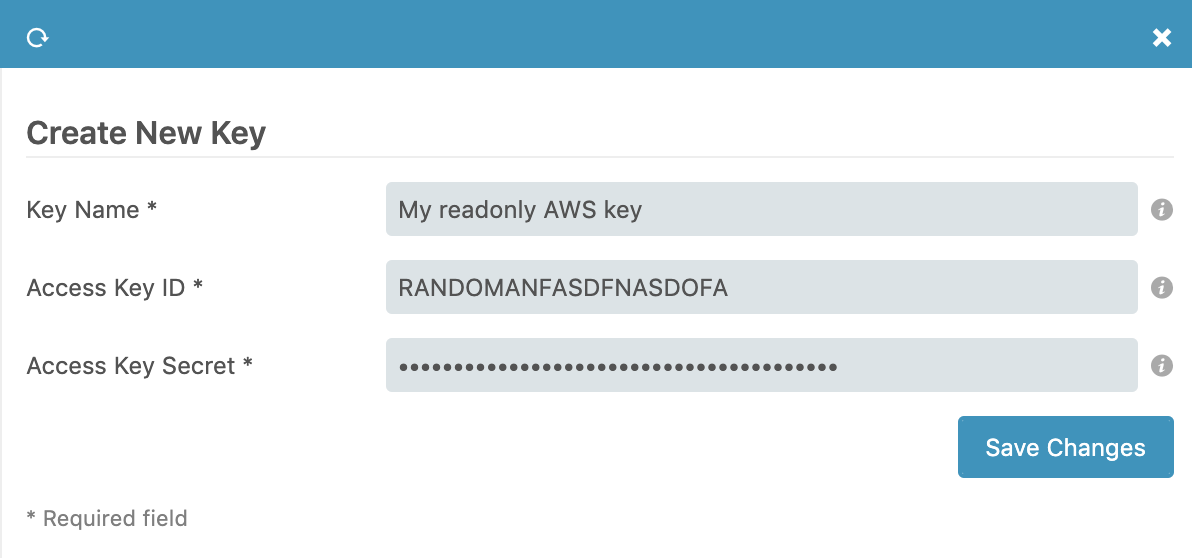 Create New Key
Key Name *
My readonly AWS key
Access Key ID *
RANDOMANFASDFNASDOFA
Access Key Secret *
••••••••••••••••••••••••••••••••••••••••
Save Changes
* Required field